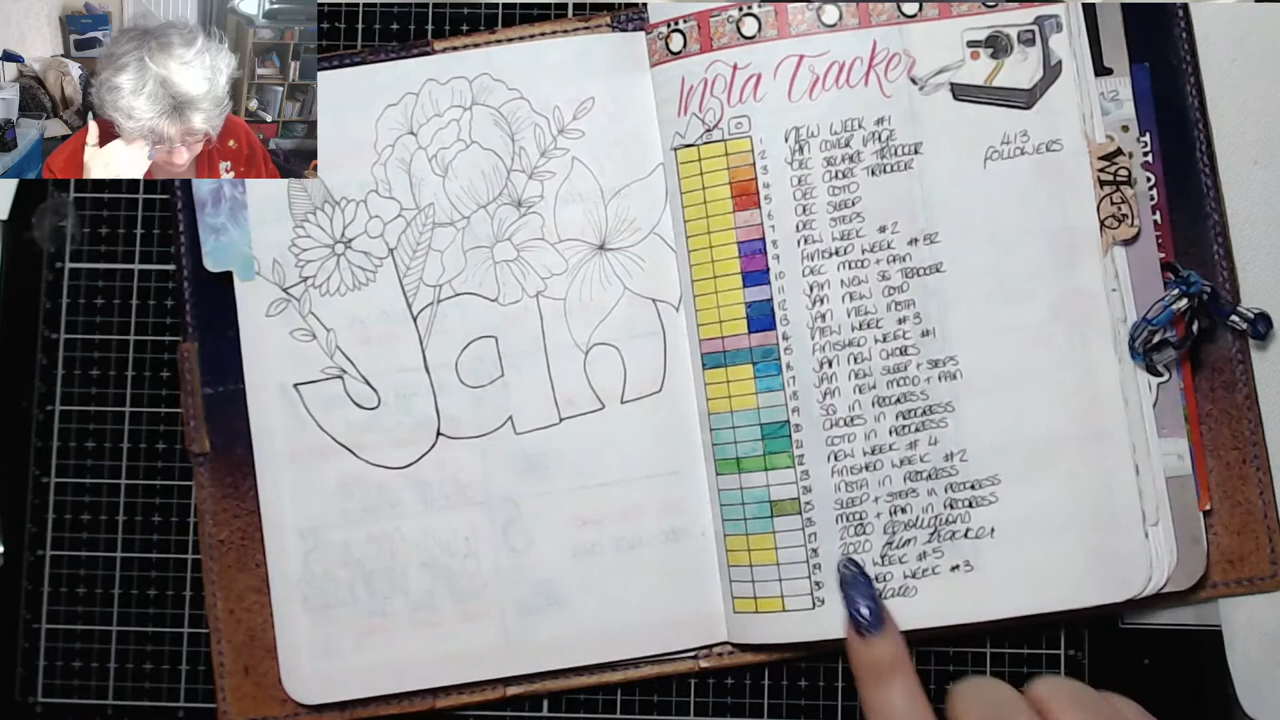 Insta Tracker
Jan
413
FOLLOWERS
1 NEW WEEK #1
2 JAN COVER PAGE
3 DEC SQUARE TRACKER
4 DEC CHORE TRACKER
5 DEC COTD
6 DEC SLEEP
7 DEC STEPS
8 NEW WEEK #2
9 FINISHED WEEK #52
10 DEC MOOD + PAIN
11 JAN NEW SQ TRACKER
12 JAN NEW COTD
13 JAN NEW INSTA
14 NEW WEEK #3
15 FINISHED WEEK #1
16 JAN NEW CHORES
17 JAN NEW SLEEP + STEPS
18 JAN NEW MOOD + PAIN
19 SQ IN PROGRESS
20 CHORES IN PROGRESS
21 COTD IN PROGRESS
22 NEW WEEK #4
23 FINISHED WEEK #2
24 INSTA IN PROGRESS
25 SLEEP + STEPS IN PROGRESS
26 MOOD + PAIN IN PROGRESS
27 2020 Resolutions
28 2020 film tracker
29 WEEK #5
30 WEEK #3
31